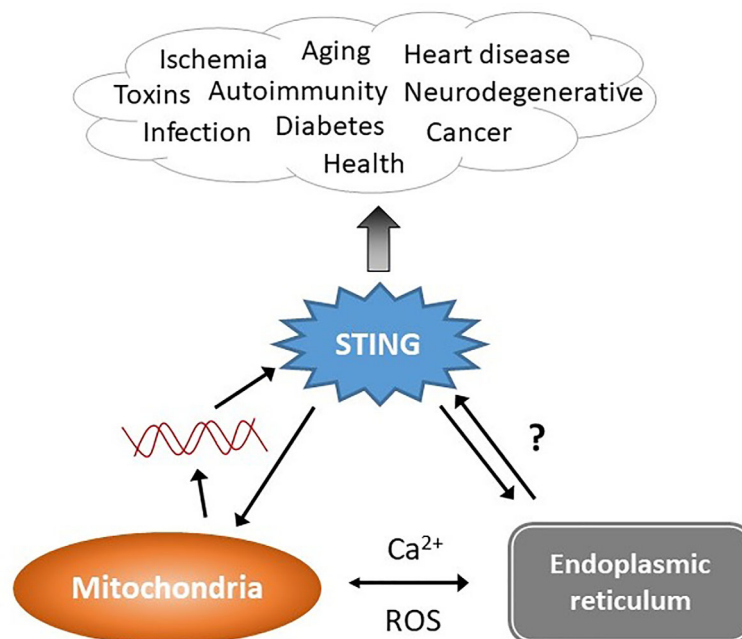 Ischemia Aging Heart disease
Toxins Autoimmunity Neurodegenerative
Infection Diabetes Cancer
Health
STING
?
Ca²⁺
Mitochondria
ROS
Endoplasmic
reticulum